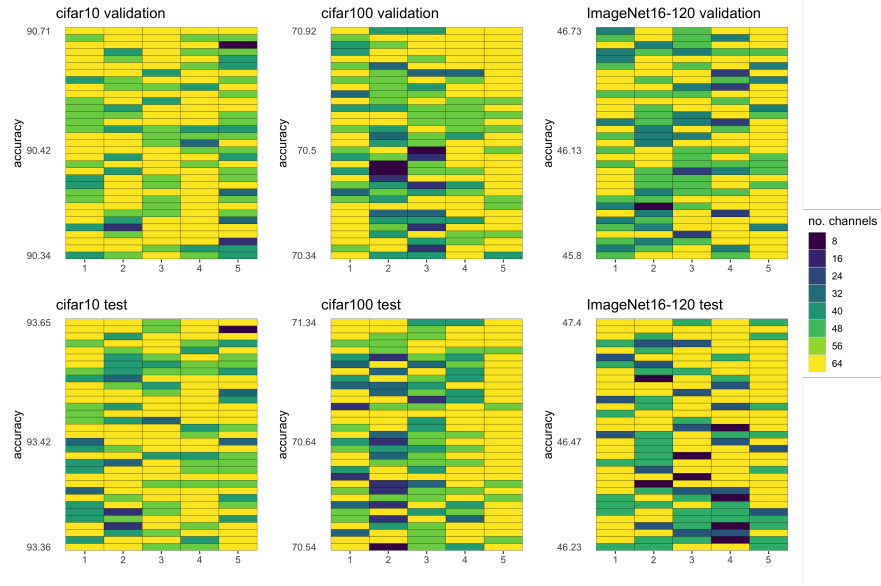 cifar10 validation
90.71
90.42
90.34
accuracy
1 2 3 4 5
cifar100 validation
70.92
70.5
70.34
accuracy
1 2 3 4 5
ImageNet16-120 validation
46.73
46.13
45.8
accuracy
1 2 3 4 5
cifar10 test
93.65
93.42
93.36
accuracy
1 2 3 4 5
cifar100 test
71.34
70.64
70.54
accuracy
1 2 3 4 5
ImageNet16-120 test
47.4
46.47
46.23
accuracy
1 2 3 4 5
no. channels
8
16
24
32
40
48
56
64